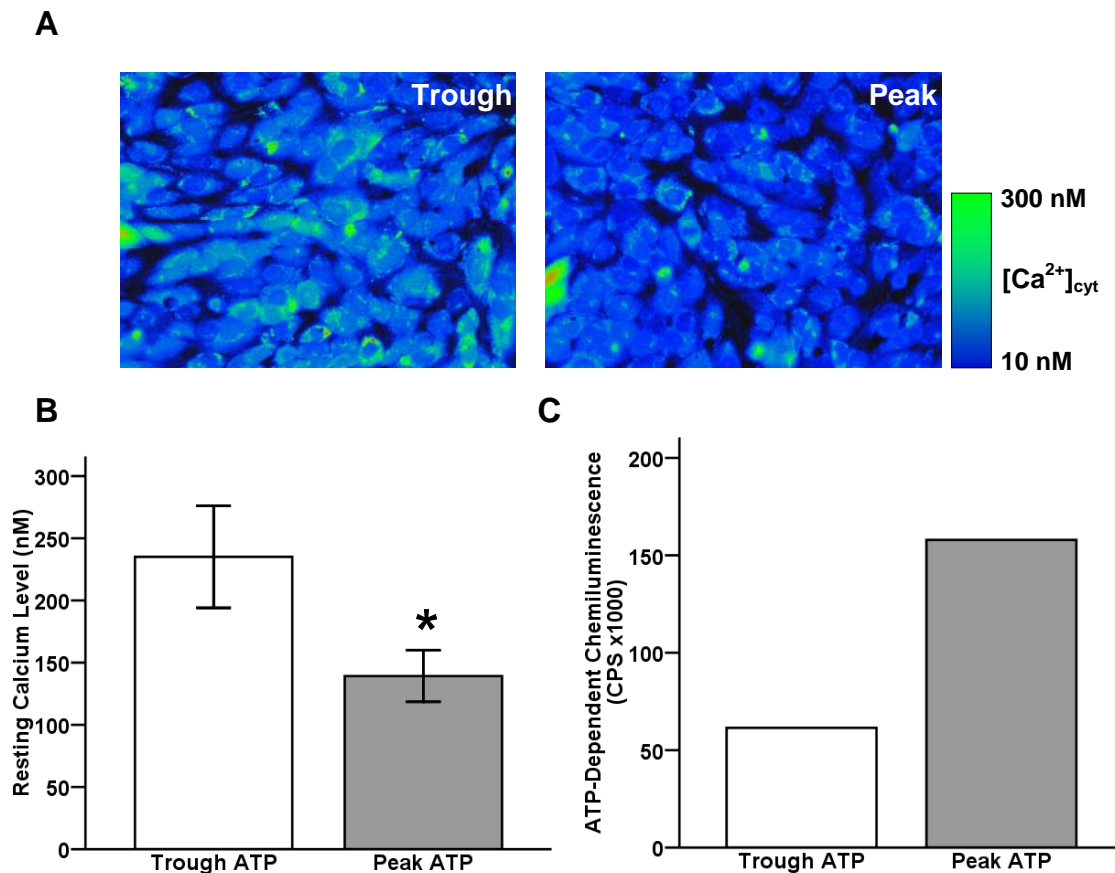 A
Trough
Peak
300 nM
[Ca²⁺]cyt
10 nM
B
Resting Calcium Level (nM)
300
250
200
150
100
50
0
*
Trough ATP
Peak ATP
C
ATP-Dependent Chemiluminescence
(CPS x1000)
200
150
100
50
0
Trough ATP
Peak ATP